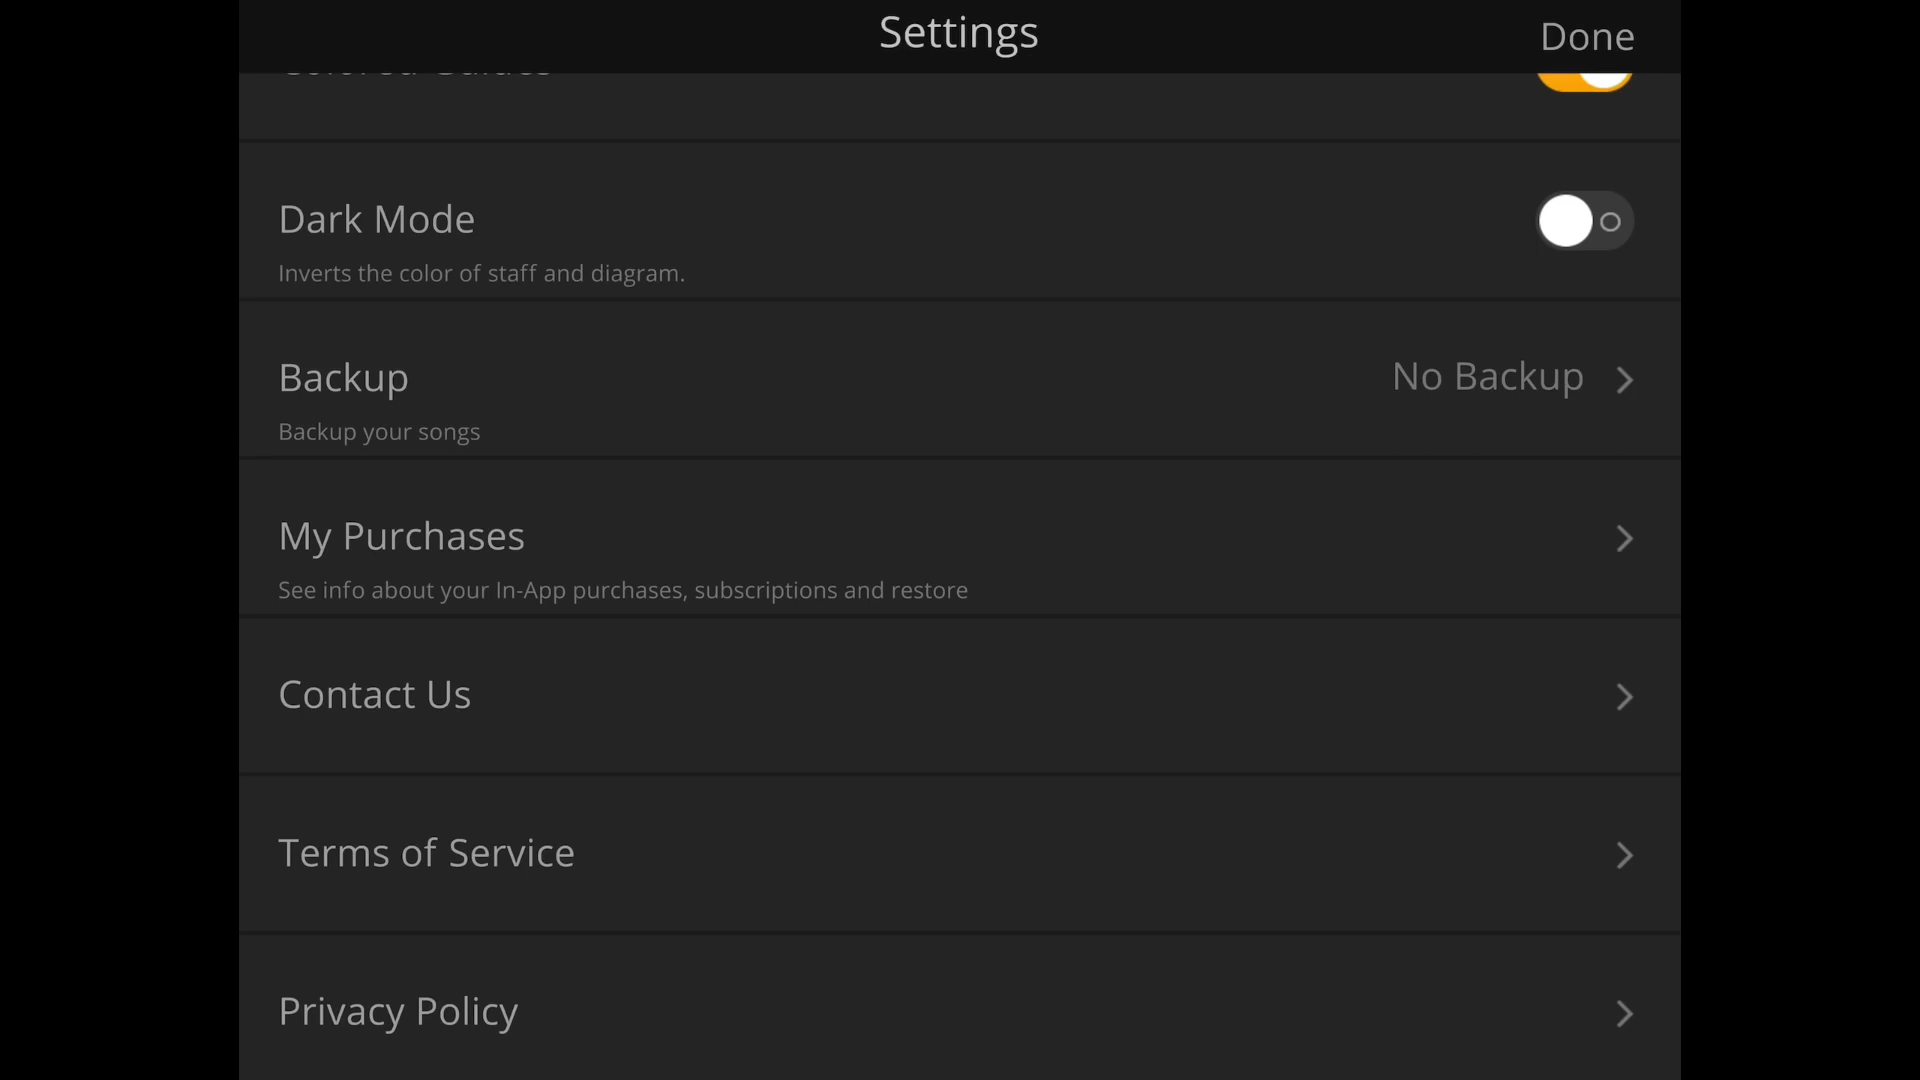 Settings
Done
Dark Mode
Inverts the color of staff and diagram.
Backup
No Backup
Backup your songs
My Purchases
See info about your In-App purchases, subscriptions and restore
Contact Us
Terms of Service
Privacy Policy